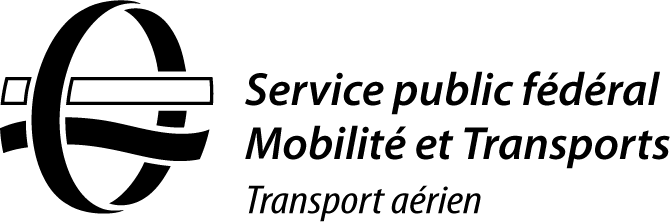 Service public fédéral
Mobilité et Transports
Transport aérien